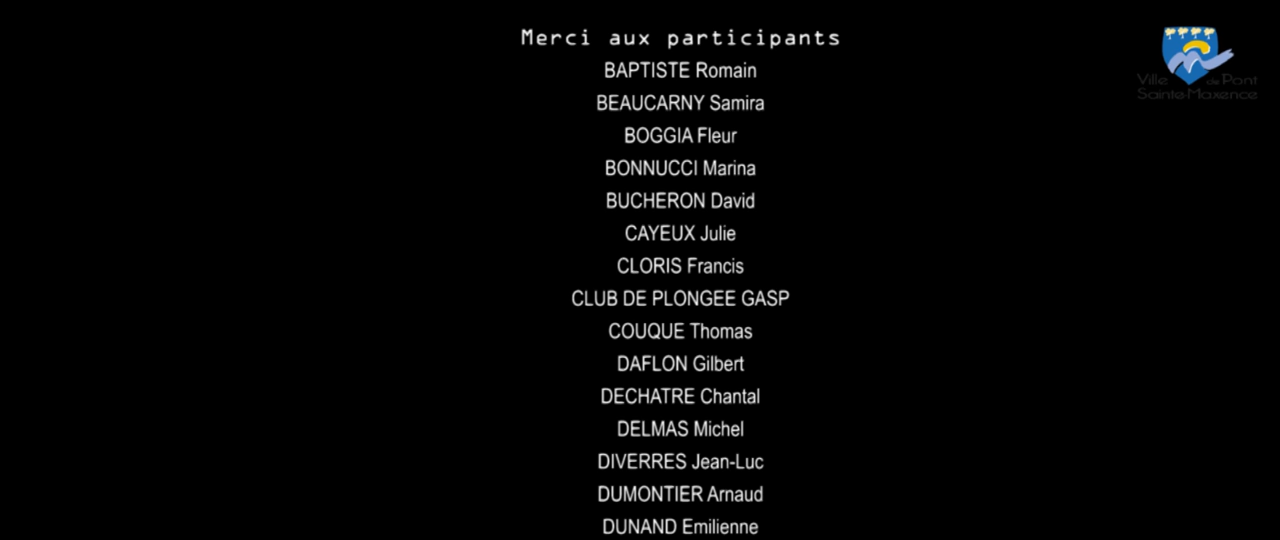 Merci aux participants
BAPTISTE Romain
BEAUCARNY Samira
BOGGIA Fleur
BONNUCCI Marina
BUCHERON David
CAYEUX Julie
CLORIS Francis
CLUB DE PLONGEE GASP
COUQUE Thomas
DAFLON Gilbert
DECHATRE Chantal
DELMAS Michel
DIVERRES Jean-Luc
DUMONTIER Arnaud
DUNAND Emilienne
Ville de Pont
Sainte-Maxence